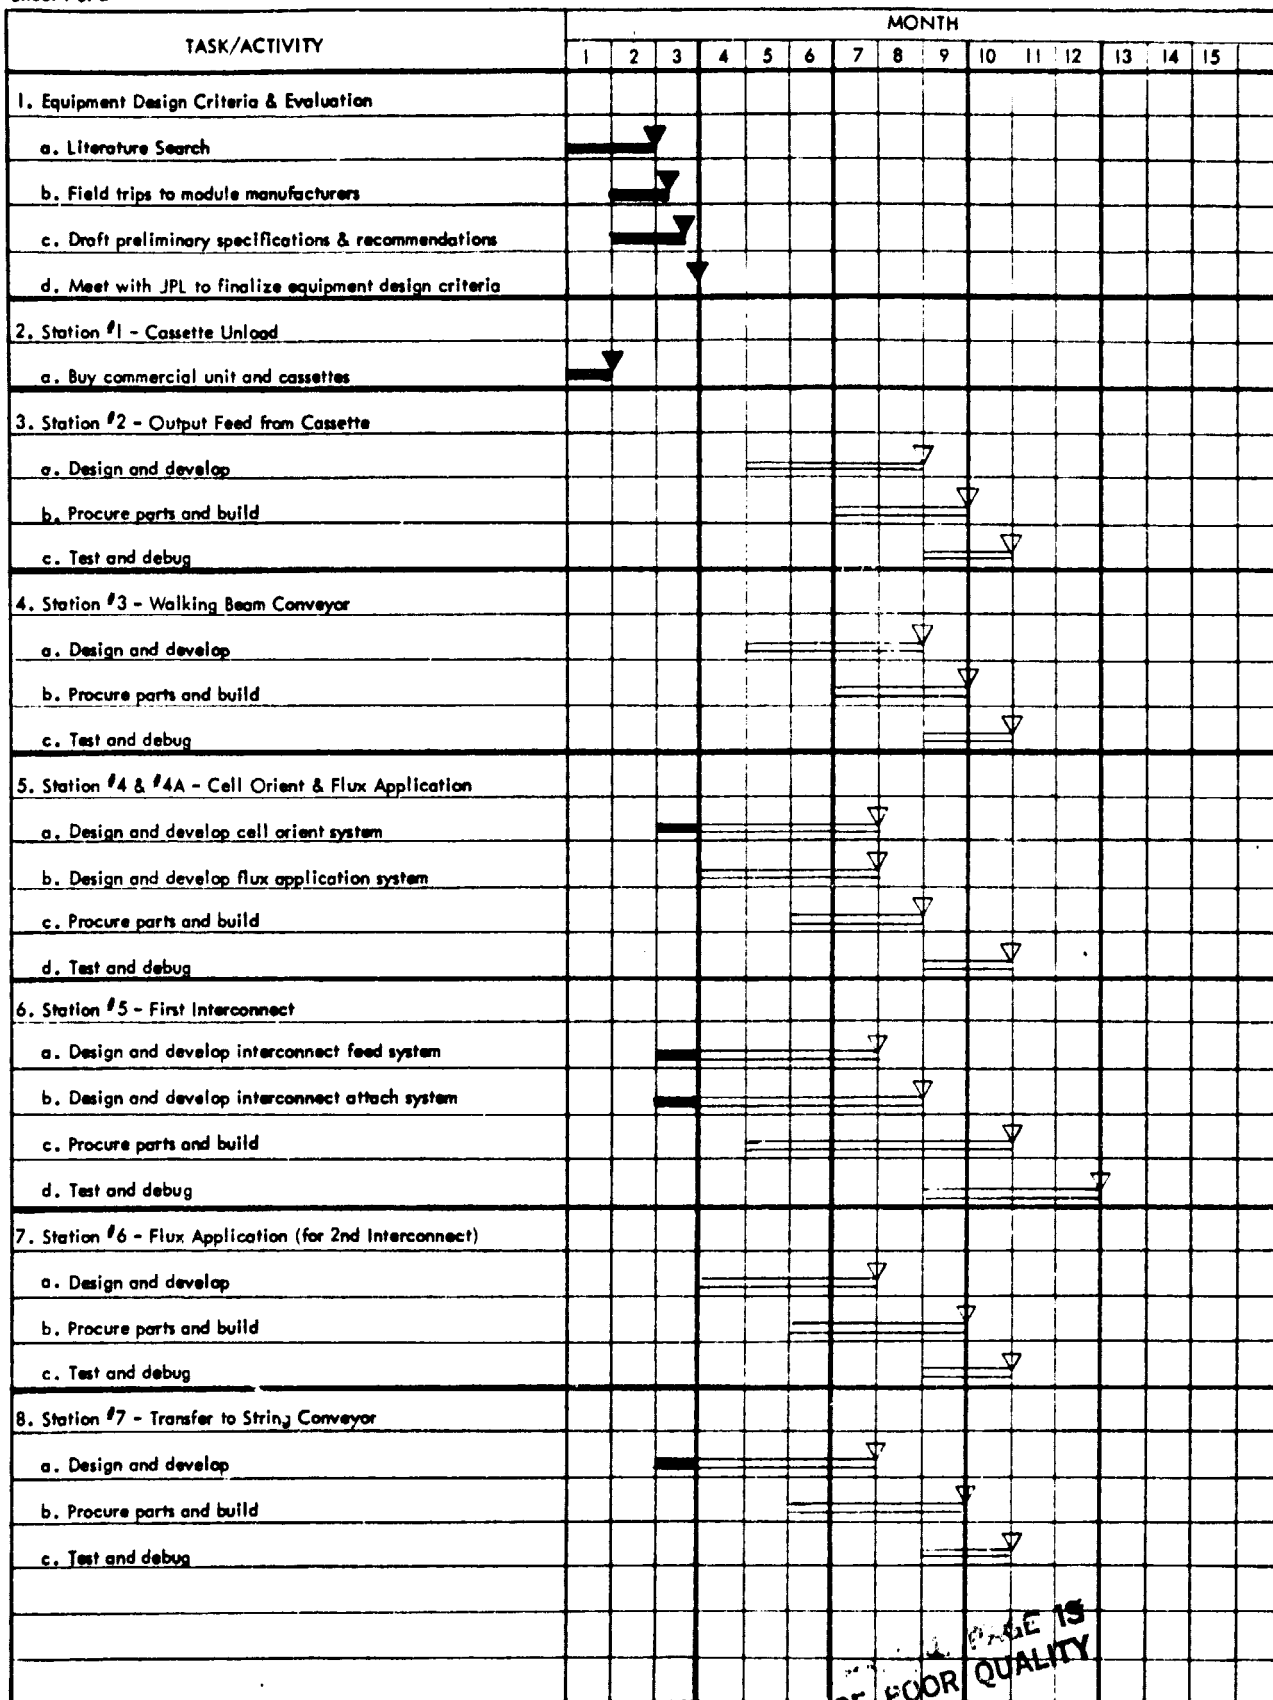 MONTH
TASK/ACTIVITY
1 2 3 4 5 6 7 8 9 10 11 12 13 14 15
1. Equipment Design Criteria & Evaluation
a. Literature Search
b. Field trips to module manufacturers
c. Draft preliminary specifications & recommendations
d. Meet with JPL to finalize equipment design criteria
2. Station #1 - Cassette Unload
a. Buy commercial unit and cassettes
3. Station #2 - Output Feed from Cassette
a. Design and develop
b. Procure parts and build
c. Test and debug
4. Station #3 - Walking Beam Conveyor
a. Design and develop
b. Procure parts and build
c. Test and debug
5. Station #4 & #4A - Cell Orient & Flux Application
a. Design and develop cell orient system
b. Design and develop flux application system
c. Procure parts and build
d. Test and debug
6. Station #5 - First Interconnect
a. Design and develop interconnect feed system
b. Design and develop interconnect attach system
c. Procure parts and build
d. Test and debug
7. Station #6 - Flux Application (for 2nd Interconnect)
a. Design and develop
b. Procure parts and build
c. Test and debug
8. Station #7 - Transfer to String Conveyor
a. Design and develop
b. Procure parts and build
c. Test and debug
PAGE IS
POOR QUALITY